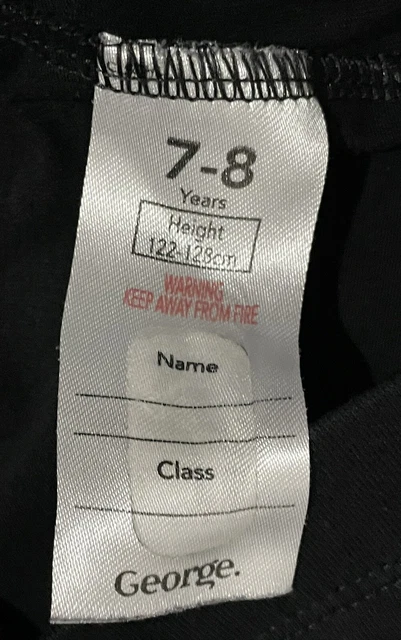 7-8
Years
Height
122-128cm
WARNING
KEEP AWAY FROM FIRE
Name
Class
George.